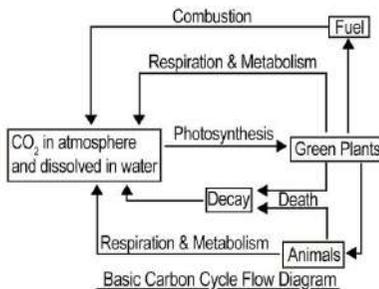 Combustion
Fuel
Respiration & Metabolism
CO₂ in atmosphere
and dissolved in water
Photosynthesis
Green Plants
Decay
Death
Respiration & Metabolism
Animals
Basic Carbon Cycle Flow Diagram